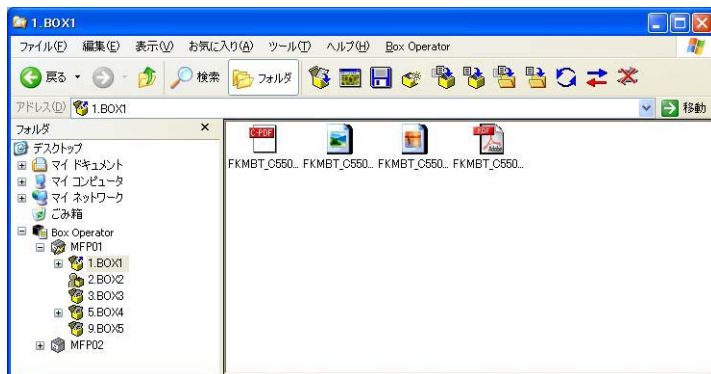 1.BOX1
ファイル(F) 編集(E) 表示(V) お気に入り(A) ツール(T) ヘルプ(H) Box Operator
戻る 検索 フォルダ
アドレス(D) 1.BOX1 移動
フォルダ ×
デスクトップ
マイ ドキュメント
マイ コンピュータ
マイ ネットワーク
ごみ箱
Box Operator
MFP01
1.BOX1
2.BOX2
3.BOX3
5.BOX4
9.BOX5
MFP02
C-PDF PDF Adobe
FKMBT_C550... FKMBT_C550... FKMBT_C550... FKMBT_C550...